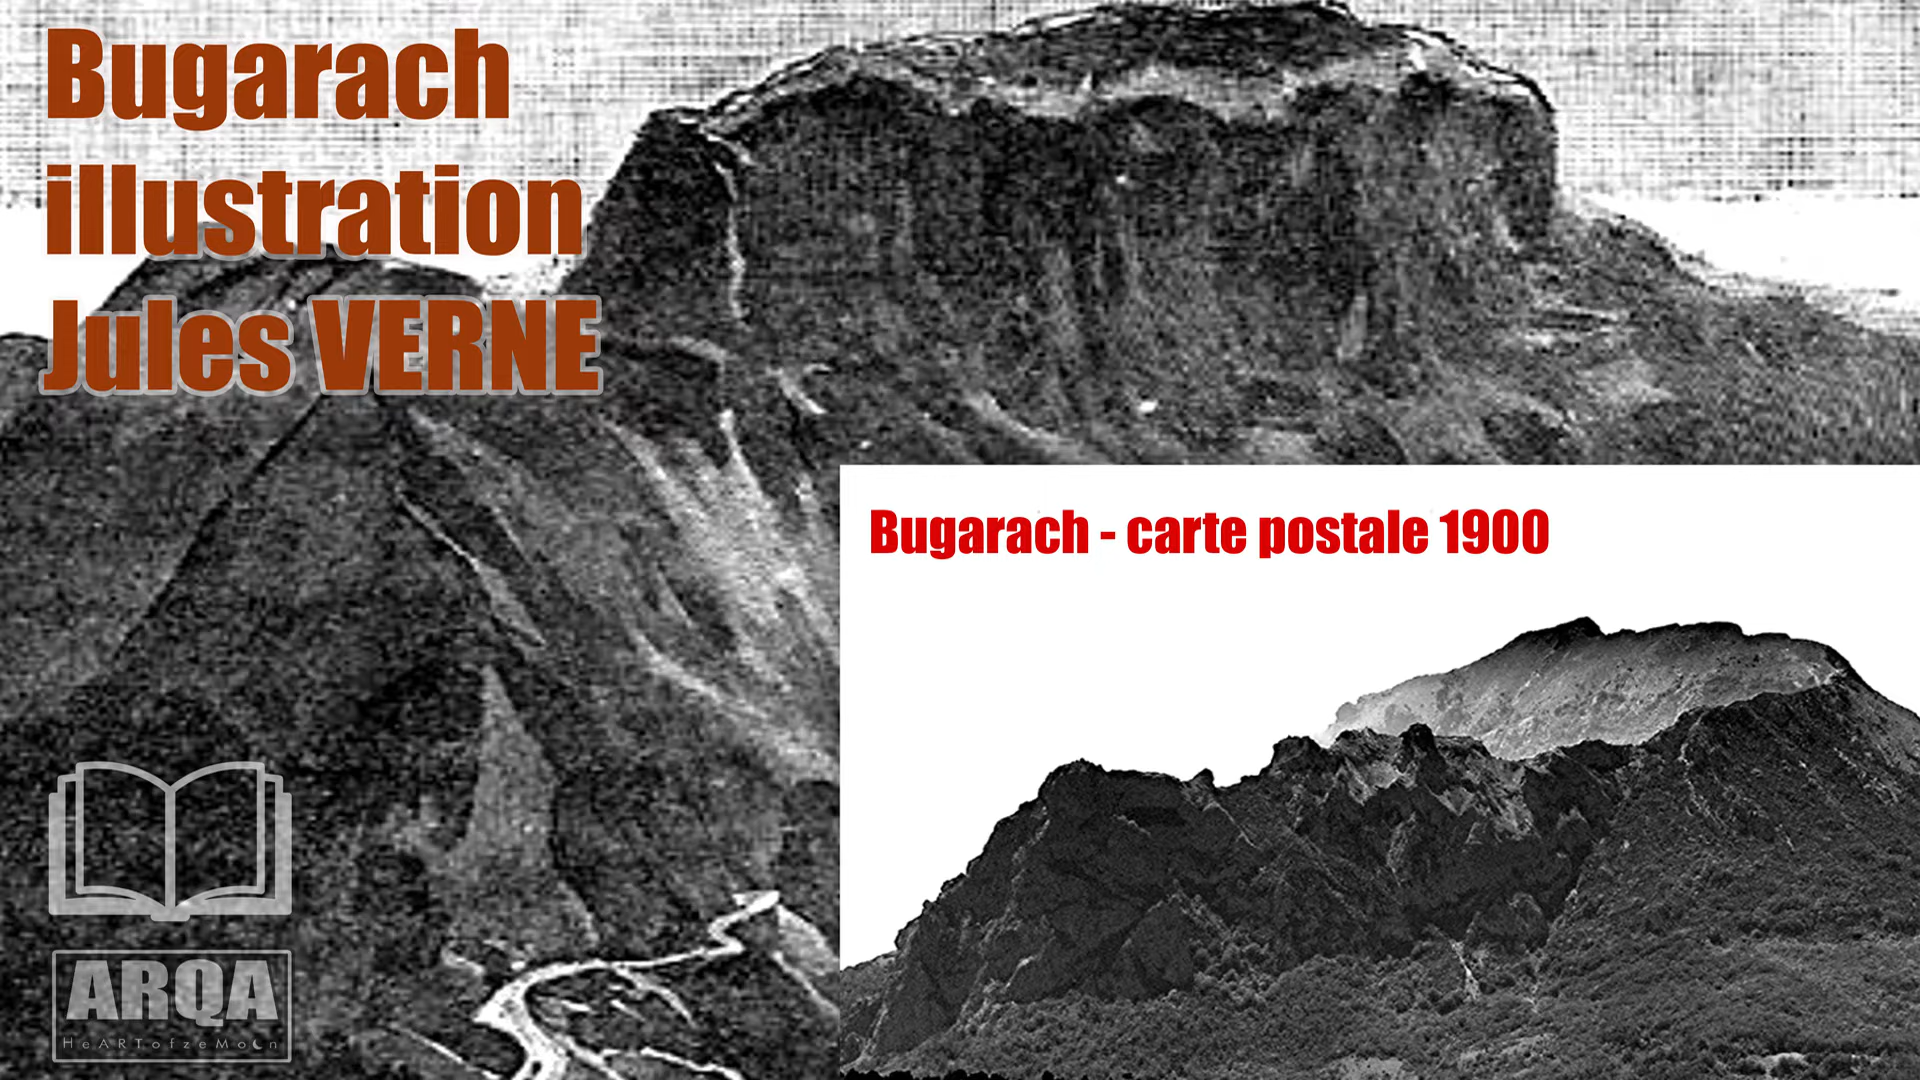 Bugarach
illustration
Jules VERNE
Bugarach - carte postale 1900
ARQA
HeARTofzeMoon